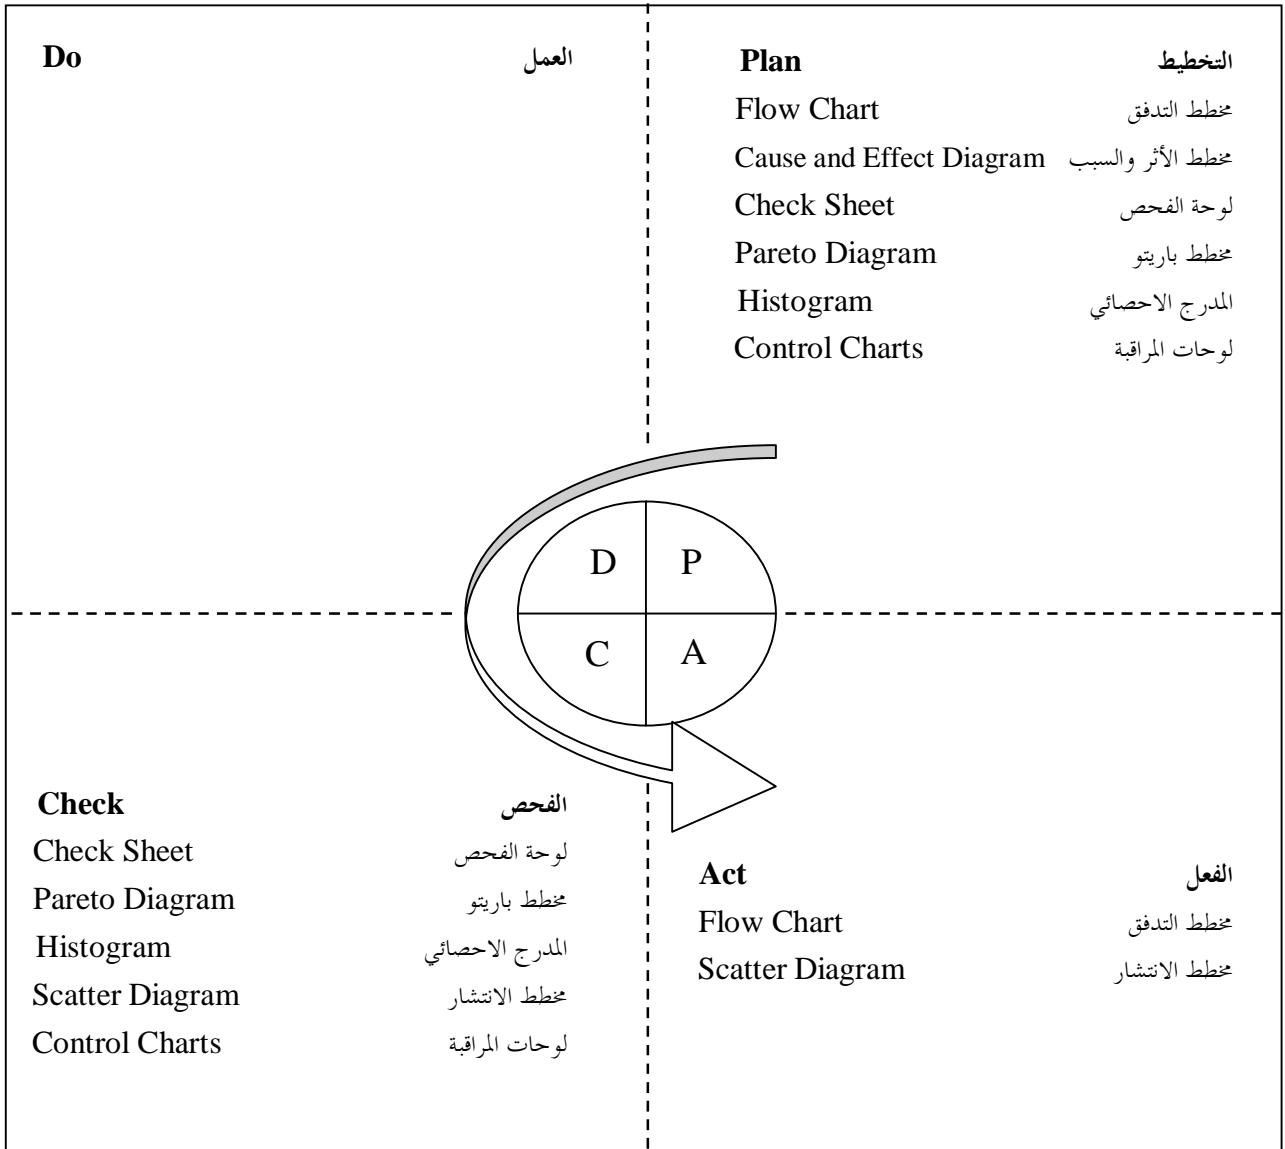 Do العمل
Plan التخطيط
Flow Chart مخطط التدفق
Cause and Effect Diagram مخطط الأثر والسبب
Check Sheet لوحة الفحص
Pareto Diagram مخطط باريتو
Histogram المدرج الاحصائي
Control Charts لوحات المراقبة
D P
C A
Check الفحص
Check Sheet لوحة الفحص
Pareto Diagram مخطط باريتو
Histogram المدرج الاحصائي
Scatter Diagram مخطط الانتشار
Control Charts لوحات المراقبة
Act الفعل
Flow Chart مخطط التدفق
Scatter Diagram مخطط الانتشار